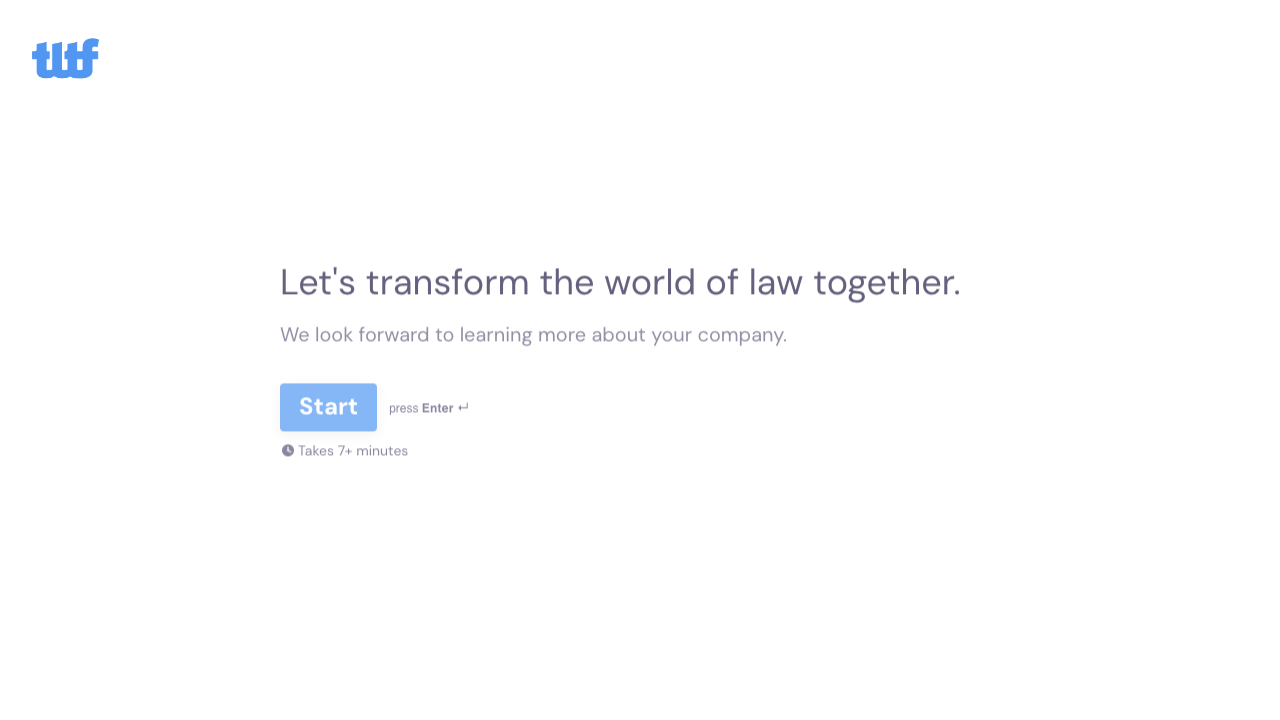 tltf
Let's transform the world of law together.
We look forward to learning more about your company.
Start
press Enter ↵
Takes 7+ minutes